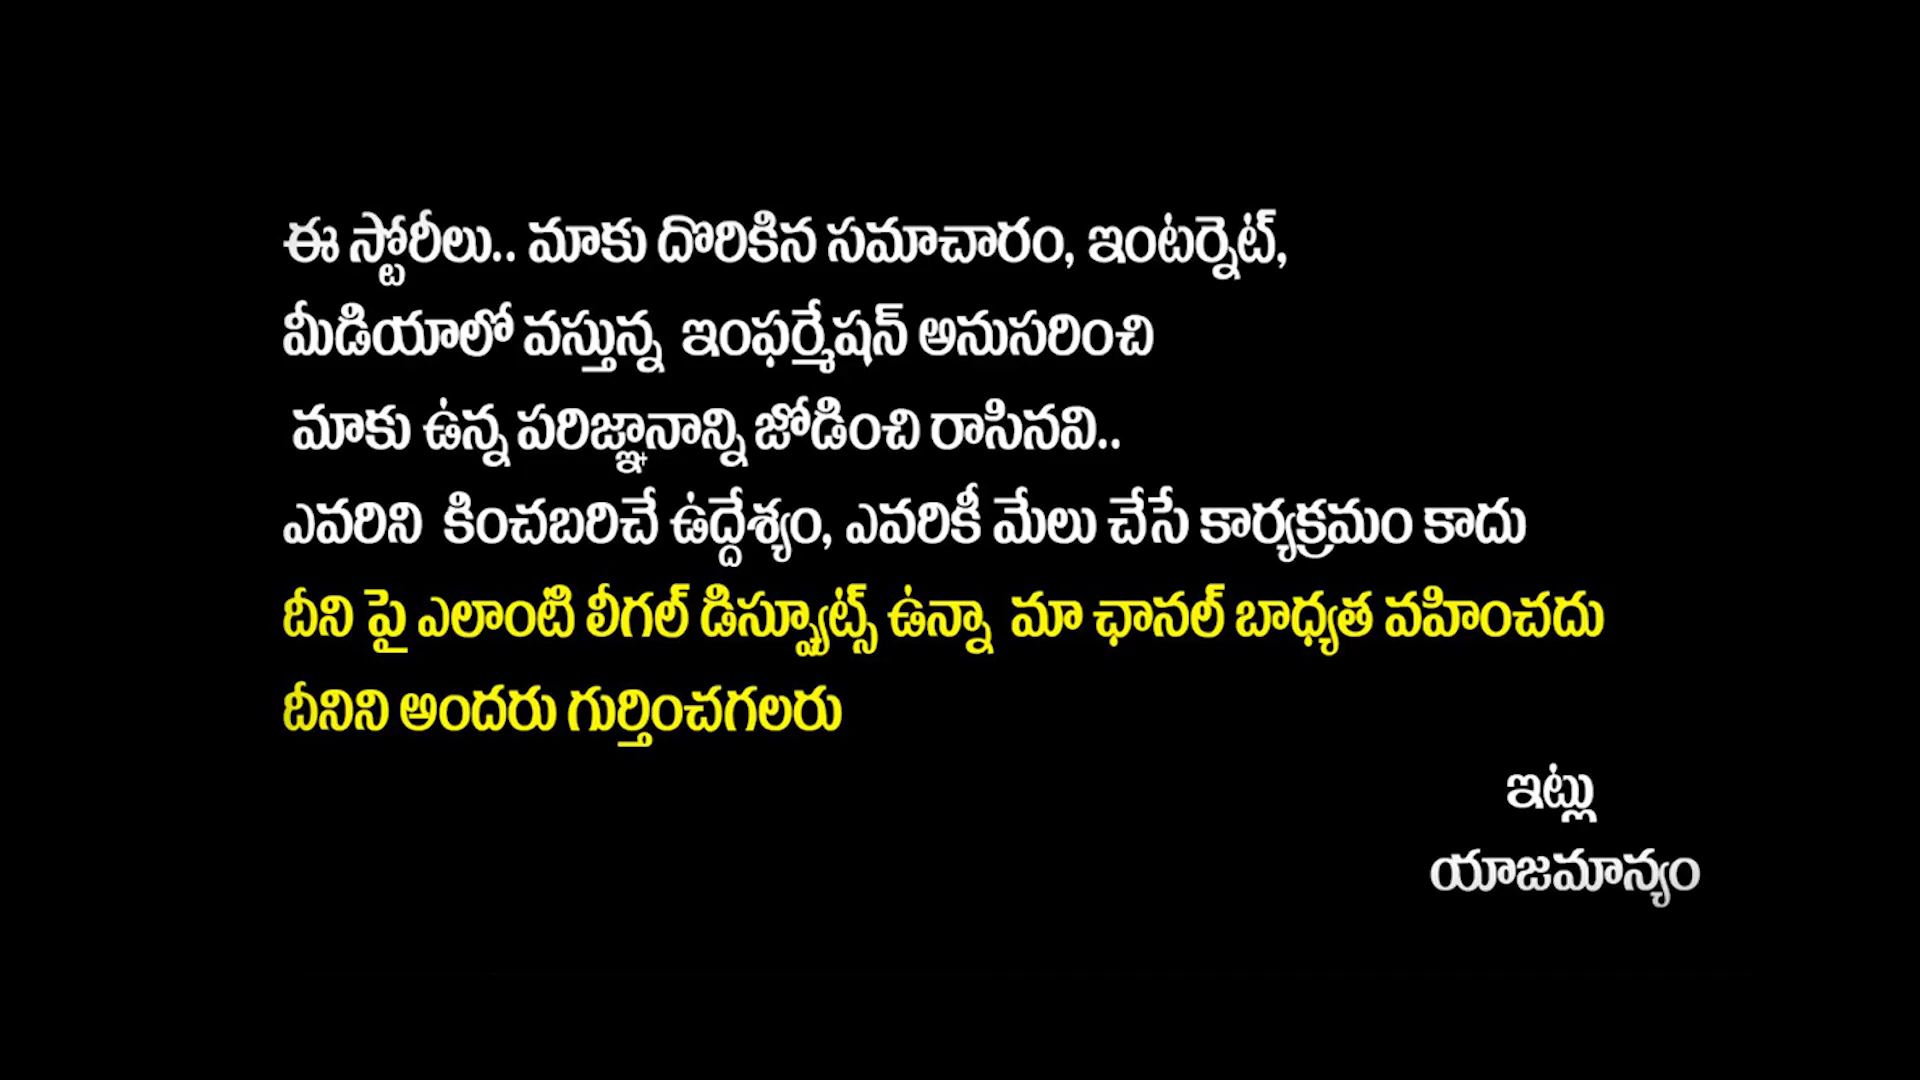 ఈ స్టోరీలు.. మాకు దొరికిన సమాచారం, ఇంటర్నెట్,
మీడియాలో వస్తున్న ఇంఫర్మేషన్ అనుసరించి
మాకు ఉన్న పరిజ్ఞానాన్ని జోడించి రాసినవి..
ఎవరిని కించబరిచే ఉద్దేశ్యం, ఎవరికీ మేలు చేసే కార్యక్రమం కాదు
దీని పై ఎలాంటి లీగల్ డిస్ప్యూట్స్ ఉన్నా మా ఛానల్ బాధ్యత వహించదు
దీనిని అందరు గుర్తించగలరు
ఇట్లు
యాజమాన్యం